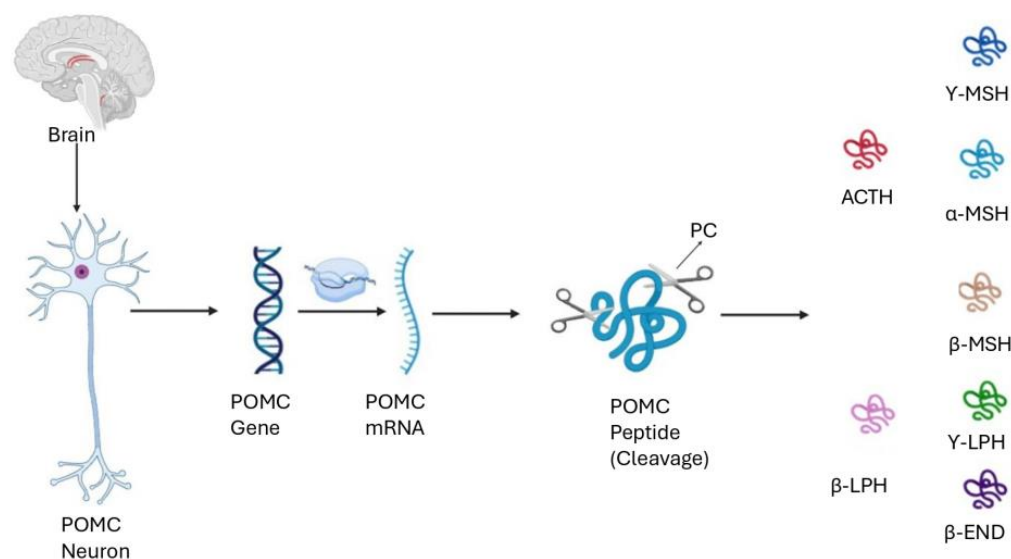 Brain
POMC
Neuron
POMC
Gene
POMC
mRNA
PC
POMC
Peptide
(Cleavage)
ACTH
β-LPH
Υ-MSH
α-MSH
β-MSH
Υ-LPH
β-END